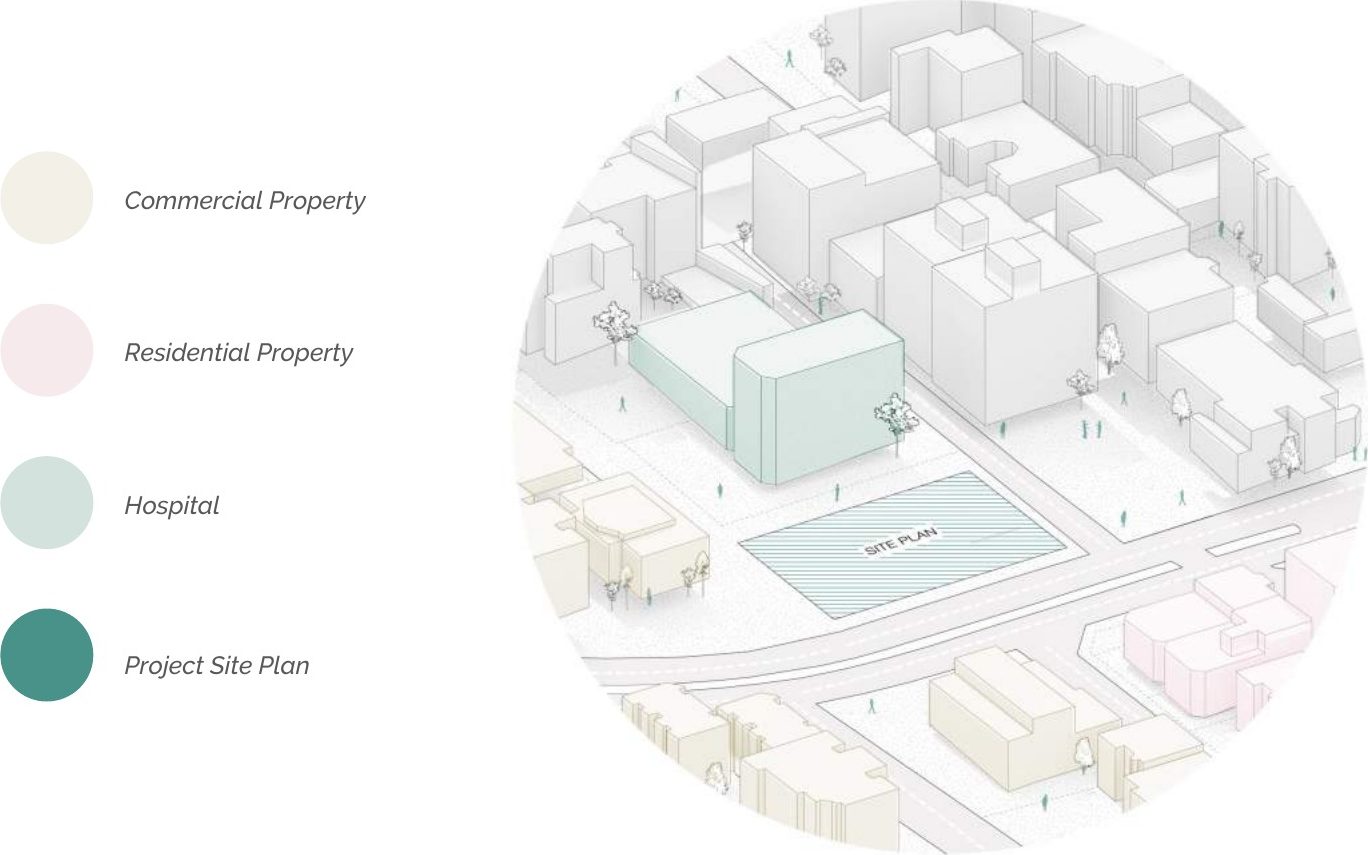 Commercial Property
Residential Property
Hospital
Project Site Plan
SITE PLAN